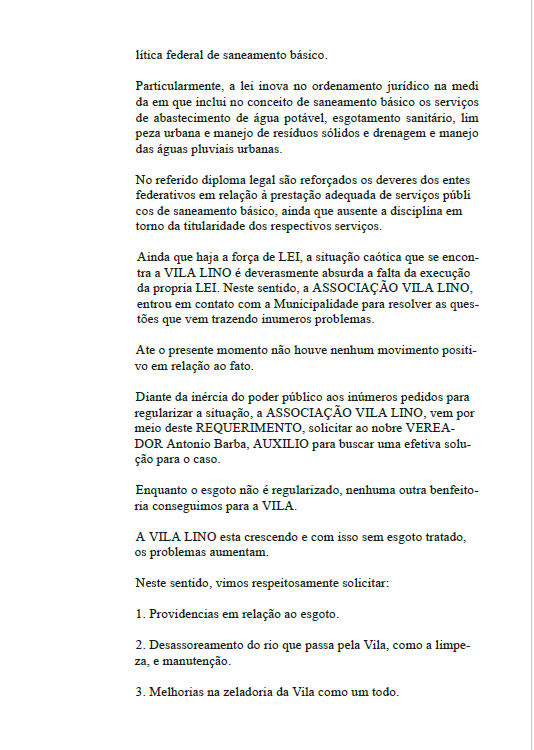 lítica federal de saneamento básico.
Particularmente, a lei inova no ordenamento jurídico na medi
da em que inclui no conceito de saneamento básico os serviços
de abastecimento de água potável, esgotamento sanitário, lim
peza urbana e manejo de resíduos sólidos e drenagem e manejo
das águas pluviais urbanas.
No referido diploma legal são reforçados os deveres dos entes
federativos em relação à prestação adequada de serviços públi
cos de saneamento básico, ainda que ausente a disciplina em
torno da titularidade dos respectivos serviços.
Ainda que haja a força de LEI, a situação caótica que se encon-
tra a VILA LINO é deverasmente absurda a falta da execução
da propria LEI. Neste sentido, a ASSOCIAÇÃO VILA LINO,
entrou em contato com a Municipalidade para resolver as ques-
tões que vem trazendo inumeros problemas.
Ate o presente momento não houve nenhum movimento positi-
vo em relação ao fato.
Diante da inércia do poder público aos inúmeros pedidos para
regularizar a situação, a ASSOCIAÇÃO VILA LINO, vem por
meio deste REQUERIMENTO, solicitar ao nobre VEREA-
DOR Antonio Barba, AUXILIO para buscar uma efetiva solu-
ção para o caso.
Enquanto o esgoto não é regularizado, nenhuma outra benfeito-
ria conseguimos para a VILA.
A VILA LINO esta crescendo e com isso sem esgoto tratado,
os problemas aumentam.
Neste sentido, vimos respeitosamente solicitar:
1. Providencias em relação ao esgoto.
2. Desassoreamento do rio que passa pela Vila, como a limpe-
za, e manutenção.
3. Melhorias na zeladoria da Vila como um todo.